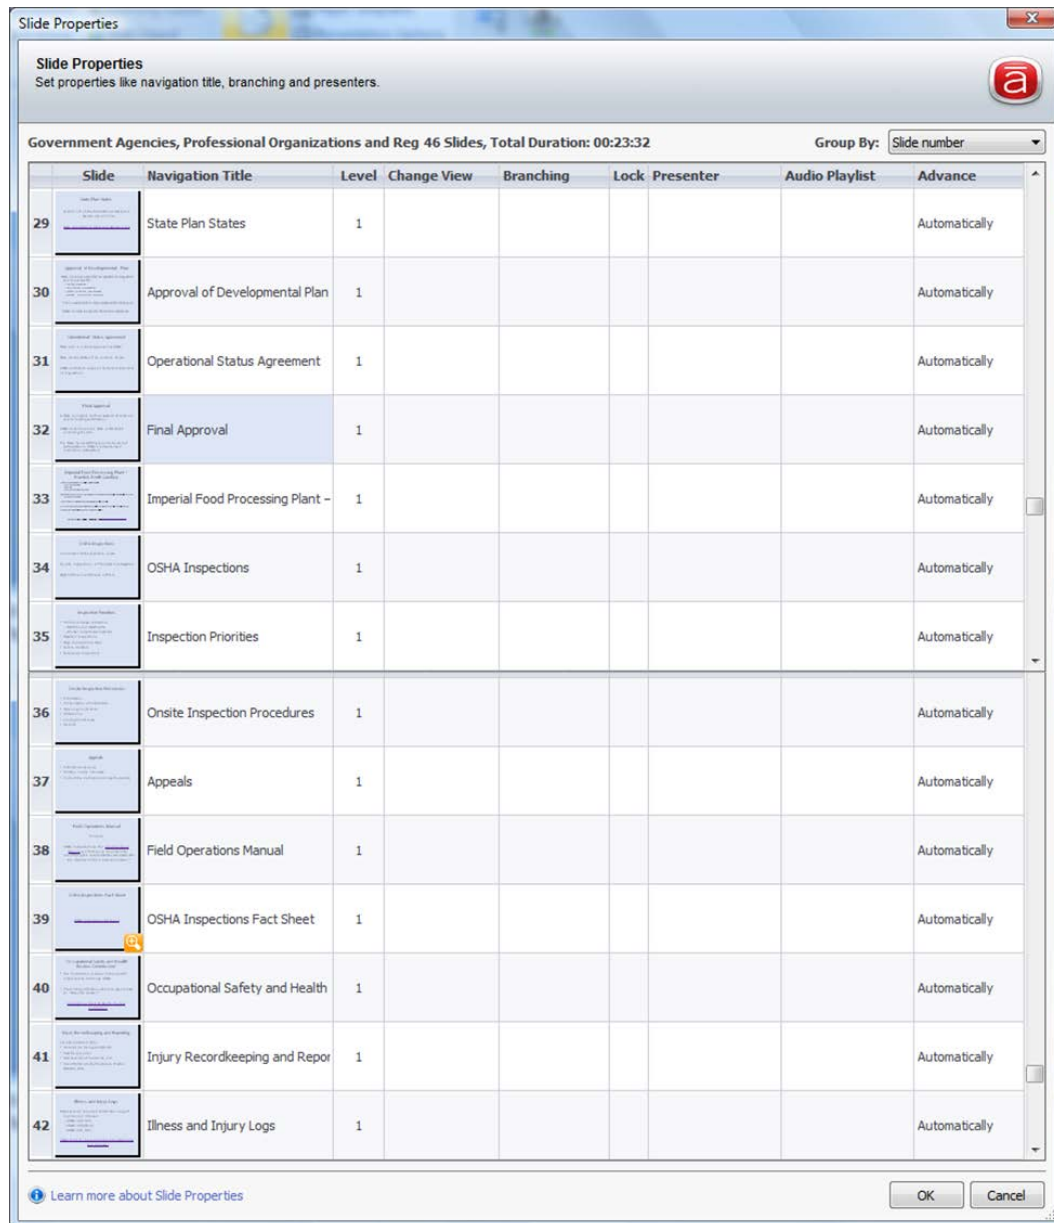 Slide Properties
Slide Properties
Set properties like navigation title, branching and presenters.
Government Agencies, Professional Organizations and Reg 46 Slides, Total Duration: 00:23:32 Group By: Slide number
Slide Navigation Title Level Change View Branching Lock Presenter Audio Playlist Advance
29 State Plan States 1 Automatically
30 Approval of Developmental Plan 1 Automatically
31 Operational Status Agreement 1 Automatically
32 Final Approval 1 Automatically
33 Imperial Food Processing Plant – 1 Automatically
34 OSHA Inspections 1 Automatically
35 Inspection Priorities 1 Automatically
36 Onsite Inspection Procedures 1 Automatically
37 Appeals 1 Automatically
38 Field Operations Manual 1 Automatically
39 OSHA Inspections Fact Sheet 1 Automatically
40 Occupational Safety and Health 1 Automatically
41 Injury Recordkeeping and Repor 1 Automatically
42 Illness and Injury Logs 1 Automatically
Learn more about Slide Properties OK Cancel